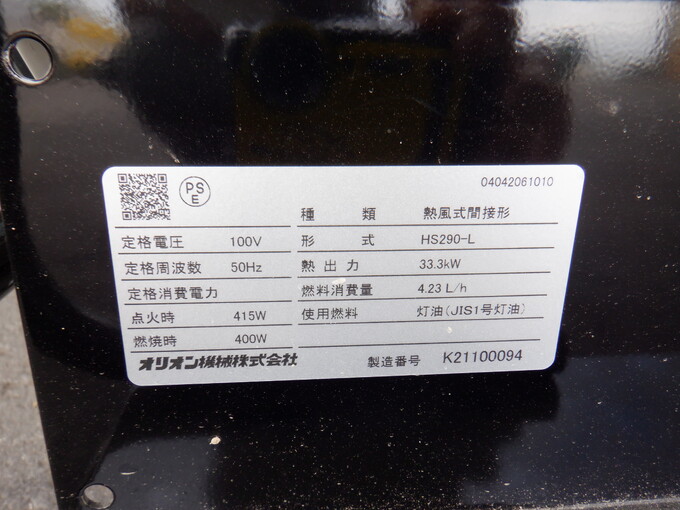 PS
E
04042061010
種 類 熱風式間接形
定格電圧 100V 形 式 HS290-L
定格周波数 50Hz 熱出力 33.3kW
定格消費電力 燃料消費量 4.23 L/h
点火時 415W 使用燃料 灯油(JIS1号灯油)
燃焼時 400W
オリオン機械株式会社 製造番号 K21100094